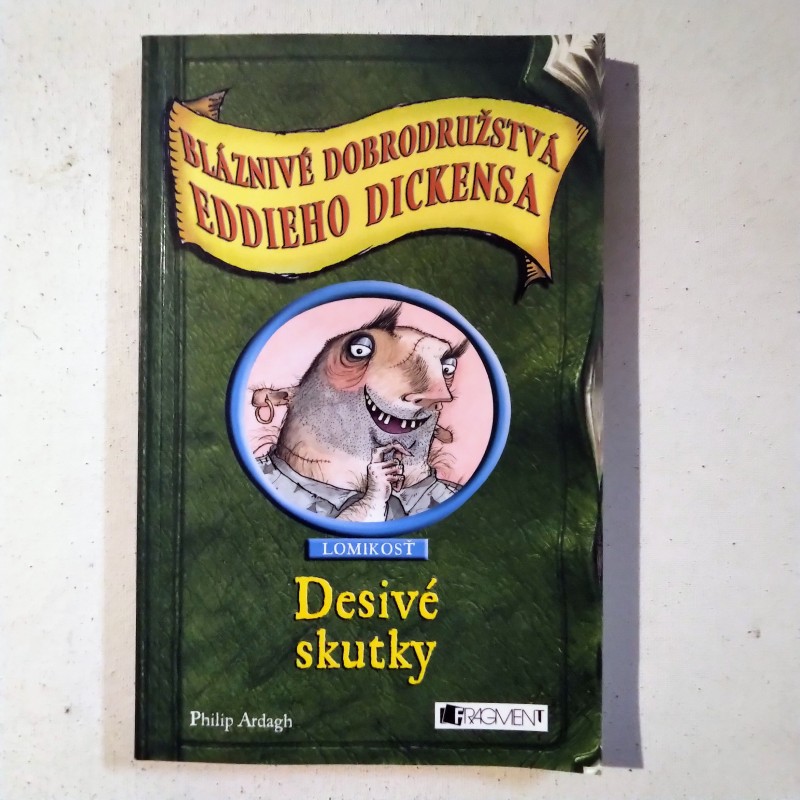 BLÁZNIVÉ DOBRODRUŽSTVÁ
EDDIEHO DICKENSA
LOMIKOSŤ
Desivé
skutky
Philip Ardagh
FRAGMENT